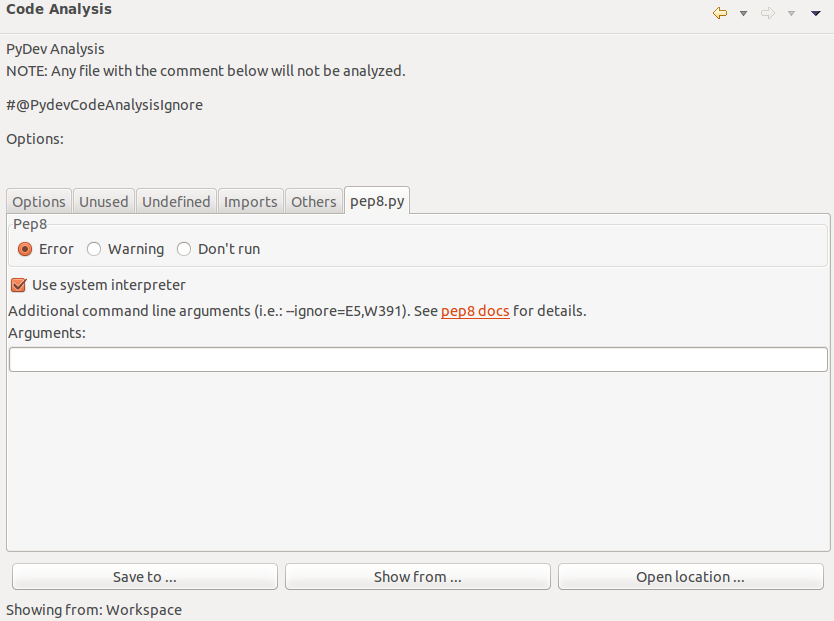 Code Analysis
PyDev Analysis
NOTE: Any file with the comment below will not be analyzed.
#@PydevCodeAnalysisIgnore
Options:
Options Unused Undefined Imports Others pep8.py
Pep8
Error Warning Don't run
Use system interpreter
Additional command line arguments (i.e.: --ignore=E5,W391). See pep8 docs for details.
Arguments:
Save to ... Show from ... Open location ...
Showing from: Workspace